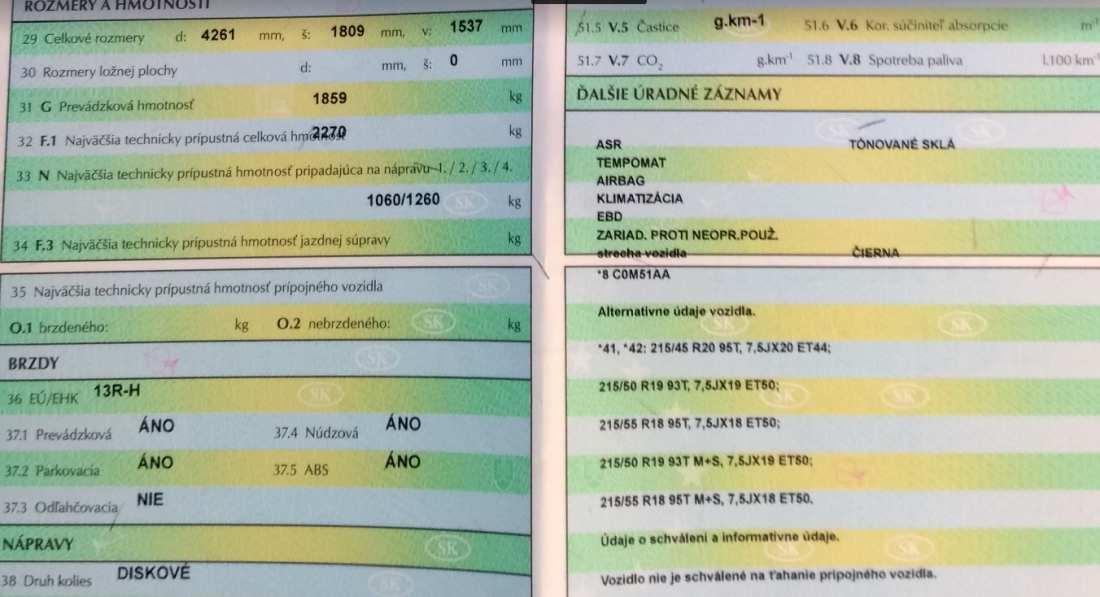 ROZMERY A HMOTNOSTI
29 Celkové rozmery d: 4261 mm, š: 1809 mm, v: 1537 mm
30 Rozmery ložnej plochy d: mm, š: 0 mm
31 G Prevádzková hmotnosť 1859 kg
32 F.1 Najväčšia technicky prípustná celková hmotnosť 2270 kg
33 N Najväčšia technicky prípustná hmotnosť pripadajúca na nápravu 1. / 2. / 3. / 4.
1060/1260 kg
34 F.3 Najväčšia technicky prípustná hmotnosť jazdnej súpravy kg
35 Najväčšia technicky prípustná hmotnosť prípojného vozidla
O.1 brzdeného: kg O.2 nebrzdeného: kg
BRZDY
36 EÚ/EHK 13R-H
37.1 Prevádzková ÁNO 37.4 Núdzová ÁNO
37.2 Parkovacia ÁNO 37.5 ABS ÁNO
37.3 Odľahčovacia NIE
NÁPRAVY
38 Druh kolies DISKOVÉ
51.5 V.5 Častice g.km-1 51.6 V.6 Kor. súčiniteľ absorpcie m-1
51.7 V.7 CO2 g.km-1 51.8 V.8 Spotreba paliva l.100 km-1
ĎALŠIE ÚRADNÉ ZÁZNAMY
ASR TÓNOVANÉ SKLÁ
TEMPOMAT
AIRBAG
KLIMATIZÁCIA
EBD
ZARIAD. PROTI NEOPR.POUŽ.
strecha vozidla ČIERNA
*8 C0M51AA
Alternatívne údaje vozidla.
*41, *42: 215/45 R20 95T, 7,5JX20 ET44;
215/50 R19 93T, 7,5JX19 ET50;
215/55 R18 95T, 7,5JX18 ET50;
215/50 R19 93T M+S, 7,5JX19 ET50;
215/55 R18 95T M+S, 7,5JX18 ET50.
Údaje o schválení a informatívne údaje.
Vozidlo nie je schválené na ťahanie prípojného vozidla.